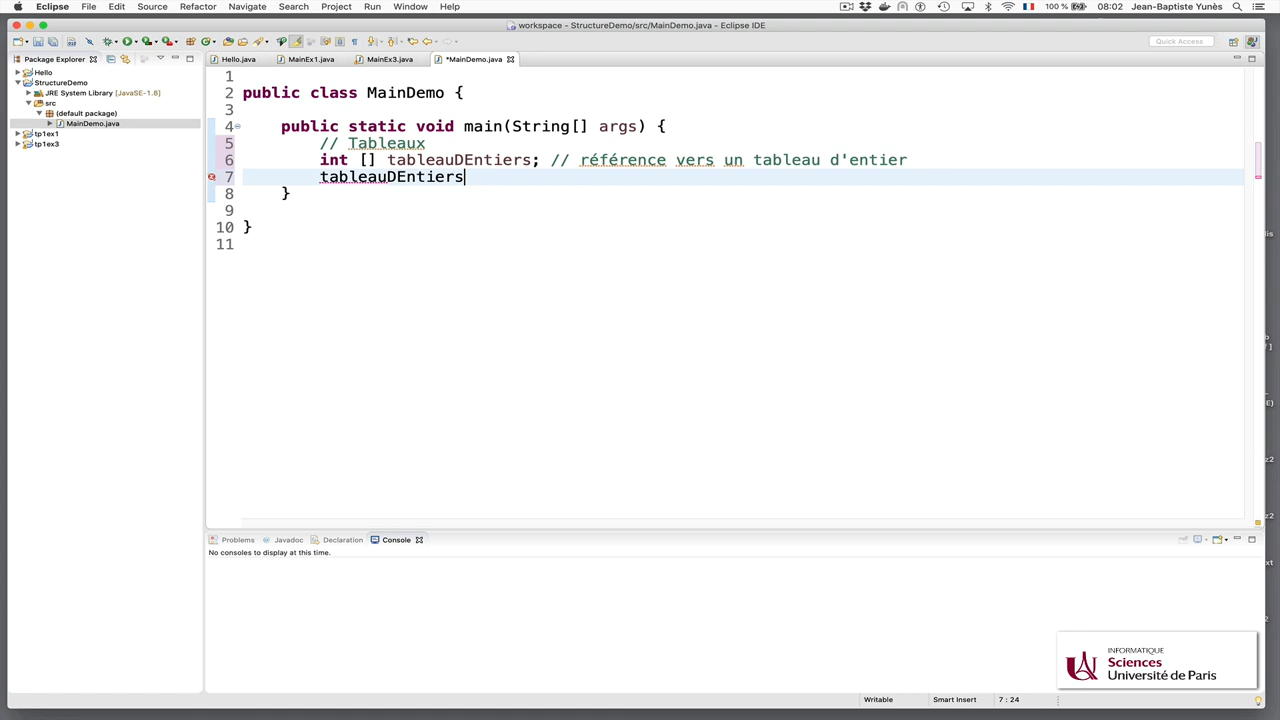 Eclipse File Edit Source Refactor Navigate Search Project Run Window Help 100 % 08:02 Jean-Baptiste Yunès
workspace - StructureDemo/src/MainDemo.java - Eclipse IDE
Quick Access
Package Explorer
Hello
StructureDemo
JRE System Library [JavaSE-1.8]
src
(default package)
MainDemo.java
tp1ex1
tp1ex3
Hello.java MainEx1.java MainEx3.java *MainDemo.java
1
2 public class MainDemo {
3
4 public static void main(String[] args) {
5 // Tableaux
6 int [] tableauDEntiers; // référence vers un tableau d'entier
7 tableauDEntiers
8 }
9
10 }
11
Problems Javadoc Declaration Console
No consoles to display at this time.
INFORMATIQUE
Sciences
Université de Paris
Writable Smart Insert 7 : 24